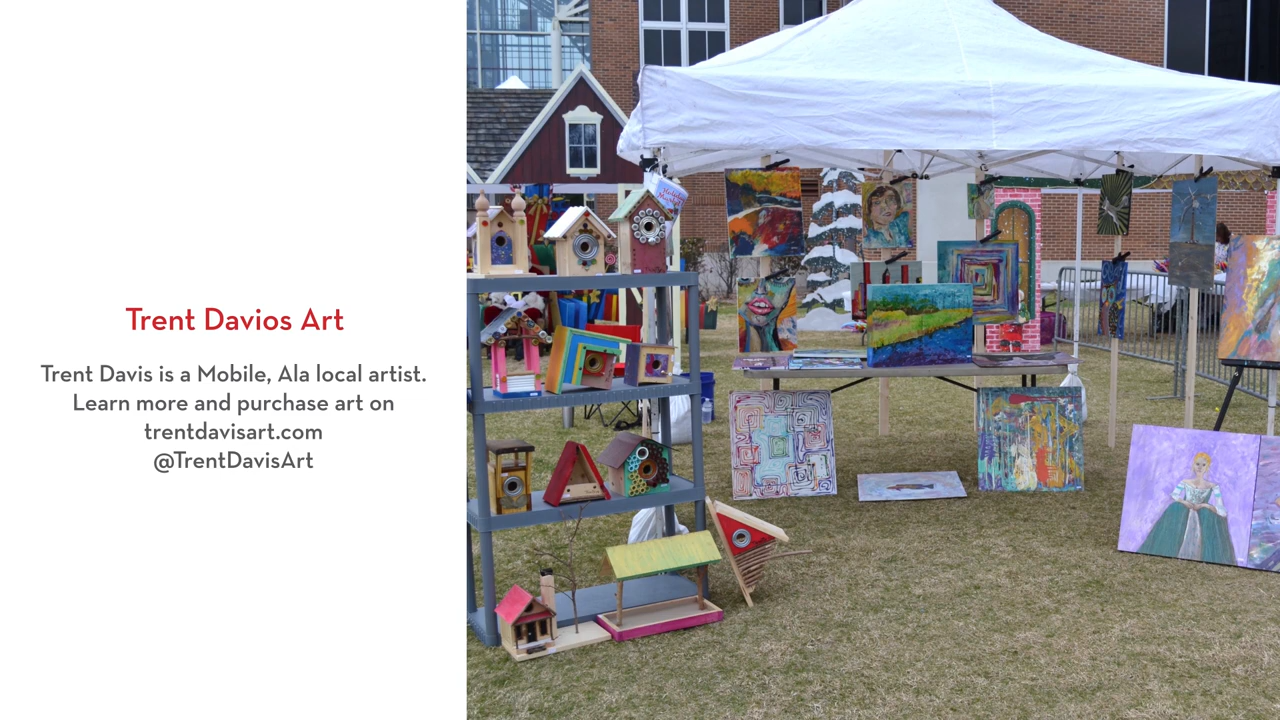 Trent Davios Art
Trent Davis is a Mobile, Ala local artist.
Learn more and purchase art on
trentdavisart.com
@TrentDavisArt